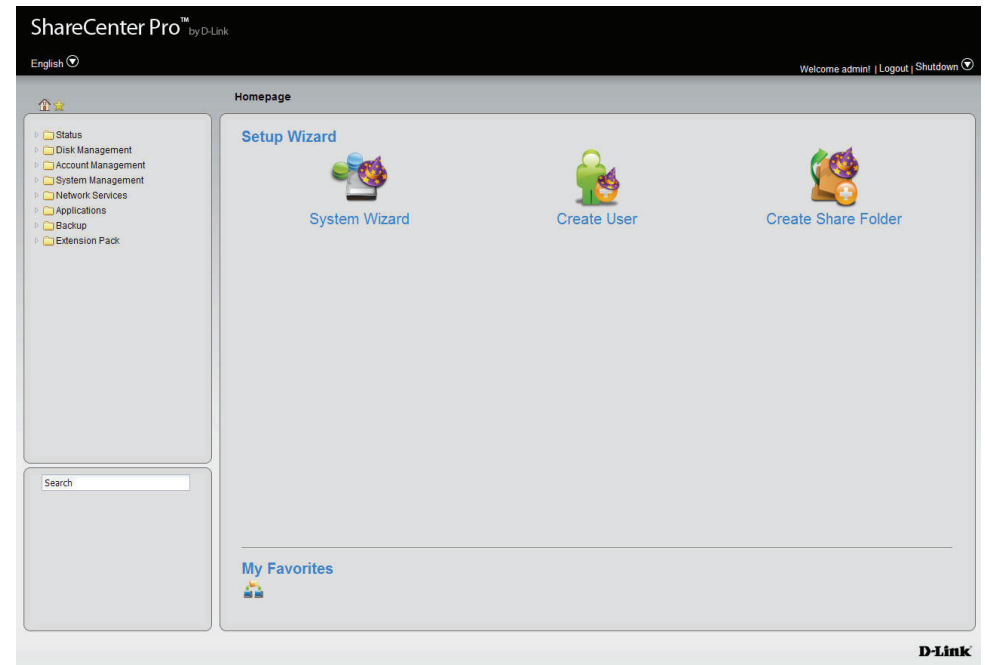 ShareCenter Pro™ by D-Link
English
Welcome admin! | Logout | Shutdown
Homepage
Status
Disk Management
Account Management
System Management
Network Services
Applications
Backup
Extension Pack
Search
Setup Wizard
System Wizard
Create User
Create Share Folder
My Favorites
D-Link